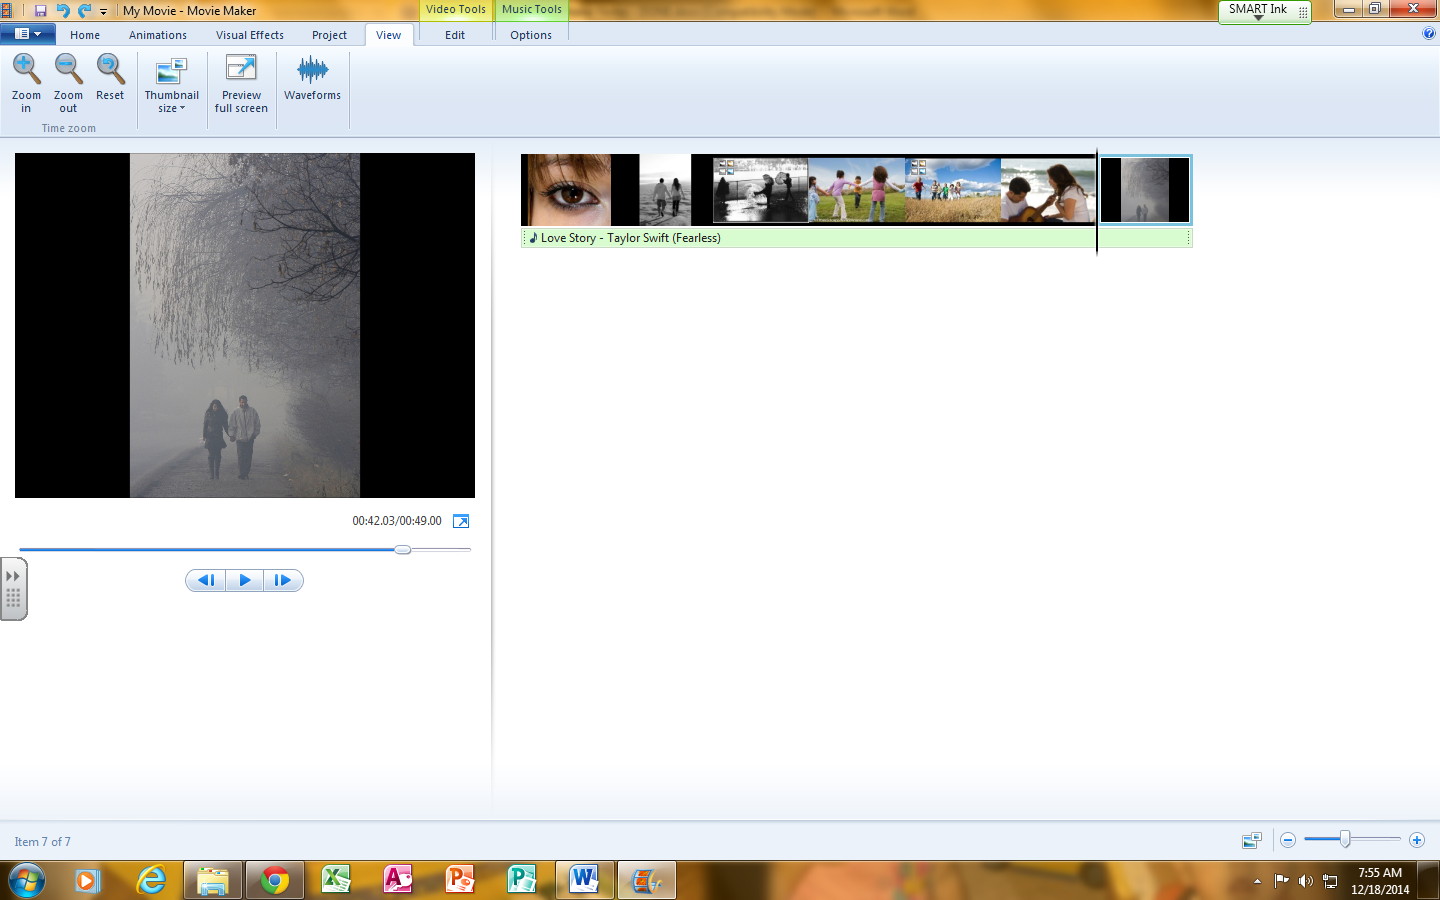 My Movie - Movie Maker
Video Tools
Music Tools
SMART Ink
Home
Animations
Visual Effects
Project
View
Edit
Options
Zoom
in
Zoom
out
Reset
Thumbnail
size
Preview
full screen
Waveforms
Time zoom
Love Story - Taylor Swift (Fearless)
00:42.03/00:49.00
Item 7 of 7
7:55 AM
12/18/2014